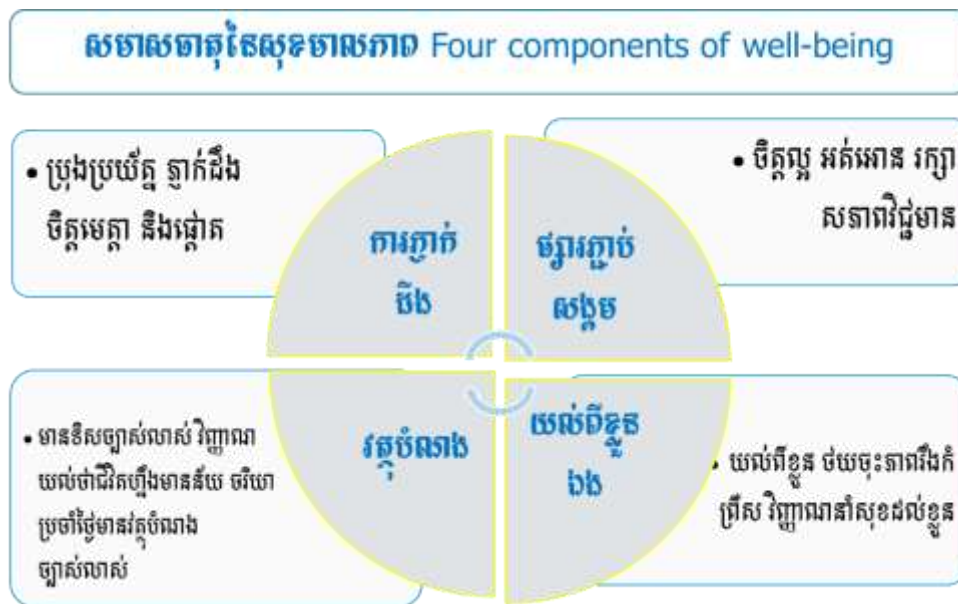 សមាសធាតុនៃសុខមាលភាព Four components of well-being
• ប្រុងប្រយ័ត្ន ភ្ញាក់ដឹង
ចិត្តមេត្តា និងផ្តោត
ការភ្ញាក់
ដឹង
ផ្សារភ្ជាប់
សង្គម
• ចិត្តល្អ អត់អោន រក្សា
សភាពវិជ្ជមាន
• មានទិសច្បាស់លាស់ វិញ្ញាណ
យល់ថាជីវិតហ្នឹងមានន័យ ចរិយា
ប្រចាំថ្ងៃមានវត្ថុបំណង
ច្បាស់លាស់
វត្ថុបំណង
យល់ពីខ្លួន
ឯង
• យល់ពីខ្លួន ថយចុះភាពរឹងកំ
ព្រឹស វិញ្ញាណនាំសុខដល់ខ្លួន